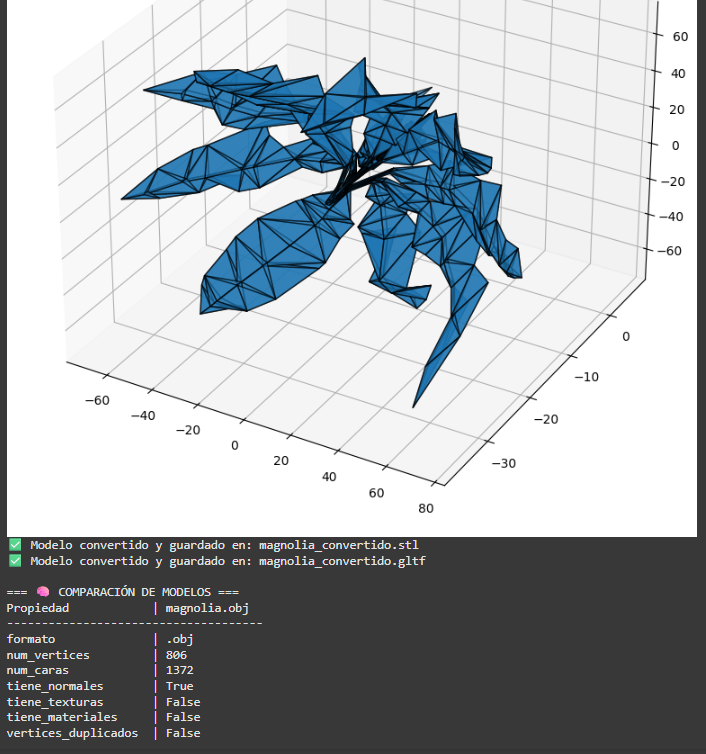 60
40
20
0
−20
−40
−60
0
−10
−20
−30
−60
−40
−20
0
20
40
60
80
✅ Modelo convertido y guardado en: magnolia_convertido.stl
✅ Modelo convertido y guardado en: magnolia_convertido.gltf
=== 🧠 COMPARACIÓN DE MODELOS ===
Propiedad | magnolia.obj
------------------------------------
formato | .obj
num_vertices | 806
num_caras | 1372
tiene_normales | True
tiene_texturas | False
tiene_materiales | False
vertices_duplicados | False